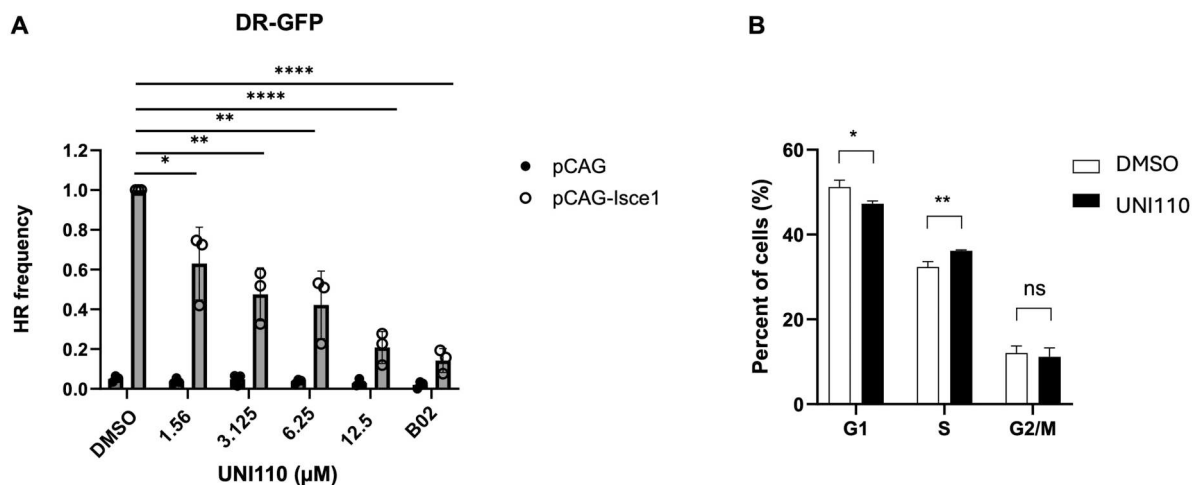 A
DR-GFP
****
****
**
**
*
HR frequency
1.2
1.0
0.8
0.6
0.4
0.2
0.0
DMSO
1.56
3.125
6.25
12.5
B02
UNI110 (µM)
pCAG
pCAG-Isce1
B
Percent of cells (%)
60
40
20
0
*
**
ns
G1
S
G2/M
DMSO
UNI110